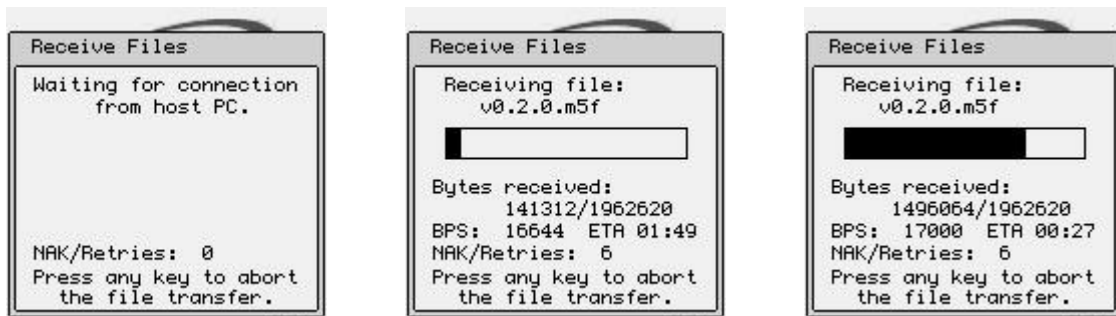 Receive Files
Waiting for connection
from host PC.
NAK/Retries: 0
Press any key to abort
the file transfer.
Receive Files
Receiving file:
v0.2.0.m5f
Bytes received:
141312/1962620
BPS: 16644 ETA 01:49
NAK/Retries: 6
Press any key to abort
the file transfer.
Receive Files
Receiving file:
v0.2.0.m5f
Bytes received:
1496064/1962620
BPS: 17000 ETA 00:27
NAK/Retries: 6
Press any key to abort
the file transfer.